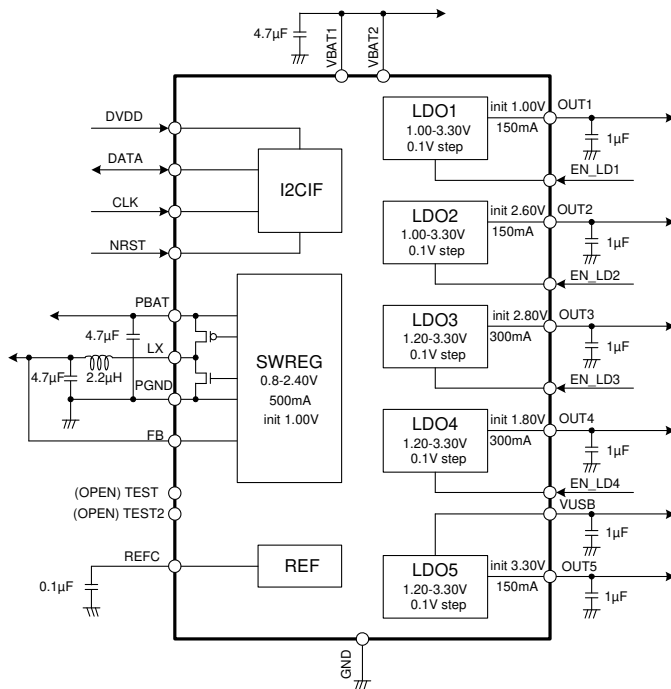 4.7µF
VBAT1
VBAT2
DVDD
DATA
CLK
NRST
I2CIF
PBAT
4.7µF
LX
4.7µF
2.2µH
PGND
FB
SWREG
0.8-2.40V
500mA
init 1.00V
(OPEN) TEST
(OPEN) TEST2
REFC
0.1µF
REF
GND
LDO1
1.00-3.30V
0.1V step
init 1.00V
150mA
OUT1
1µF
EN_LD1
LDO2
1.00-3.30V
0.1V step
init 2.60V
150mA
OUT2
1µF
EN_LD2
LDO3
1.20-3.30V
0.1V step
init 2.80V
300mA
OUT3
1µF
EN_LD3
LDO4
1.20-3.30V
0.1V step
init 1.80V
300mA
OUT4
1µF
EN_LD4
VUSB
1µF
LDO5
1.20-3.30V
0.1V step
init 3.30V
150mA
OUT5
1µF